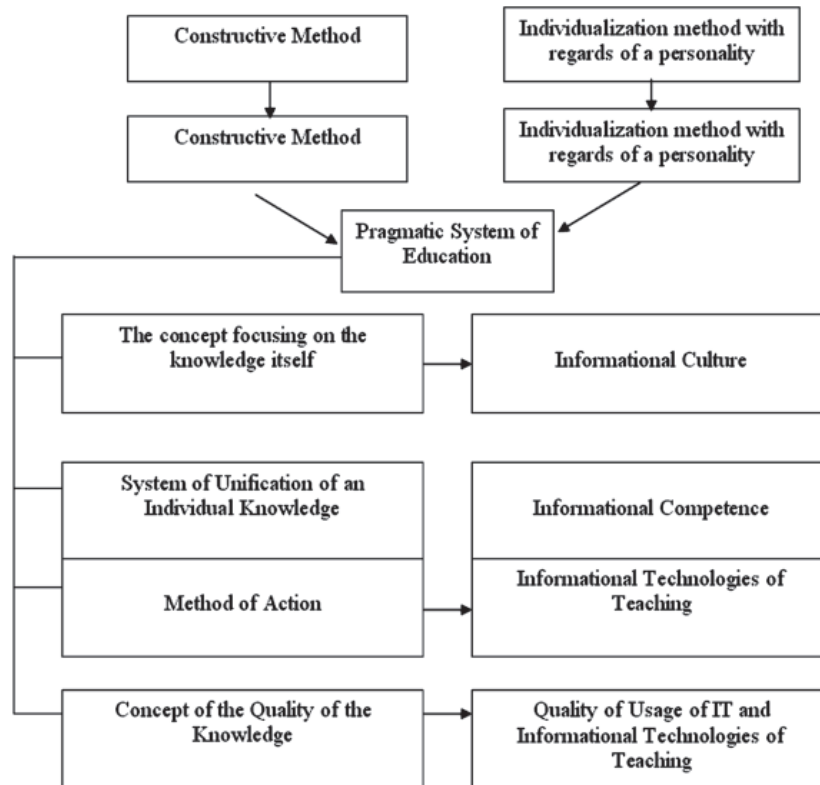 Constructive Method
Individualization method with
regards of a personality
Constructive Method
Individualization method with
regards of a personality
Pragmatic System of
Education
The concept focusing on the
knowledge itself
Informational Culture
System of Unification of an
Individual Knowledge
Informational Competence
Method of Action
Informational Technologies of
Teaching
Concept of the Quality of the
Knowledge
Quality of Usage of IT and
Informational Technologies of
Teaching